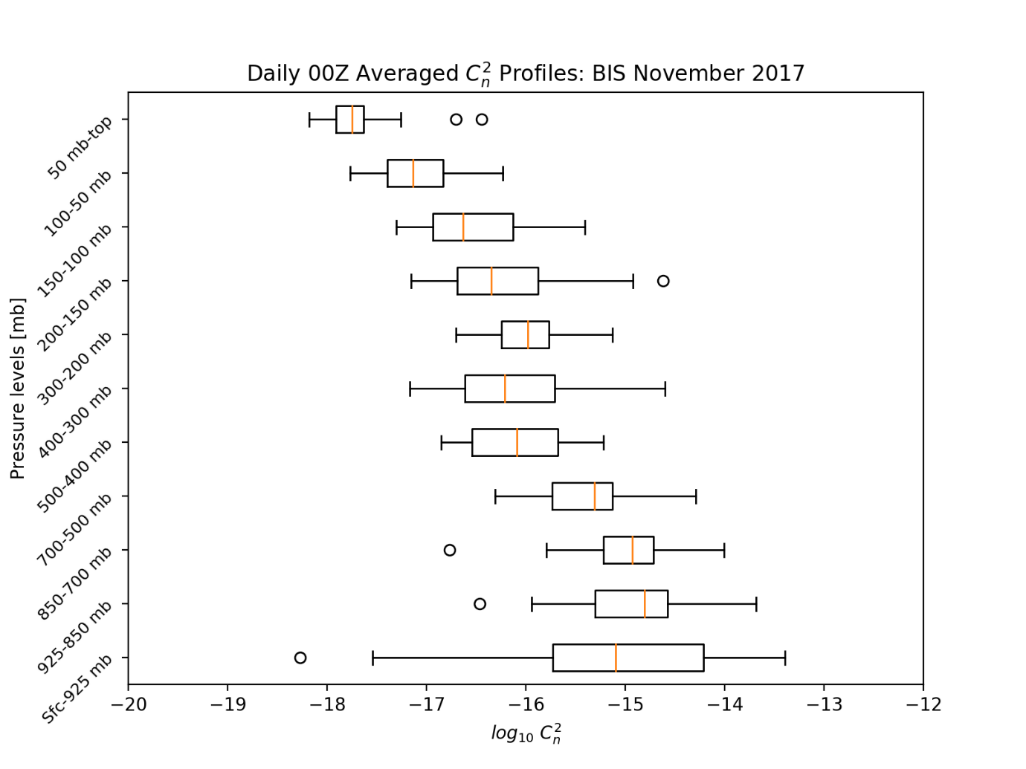 Daily 00Z Averaged $C_n^2$ Profiles: BIS November 2017
Pressure levels [mb]
50 mb-top
100-50 mb
150-100 mb
200-150 mb
300-200 mb
400-300 mb
500-400 mb
700-500 mb
850-700 mb
925-850 mb
Sfc-925 mb
−20 −19 −18 −17 −16 −15 −14 −13 −12
$log_{10}$ $C_n^2$